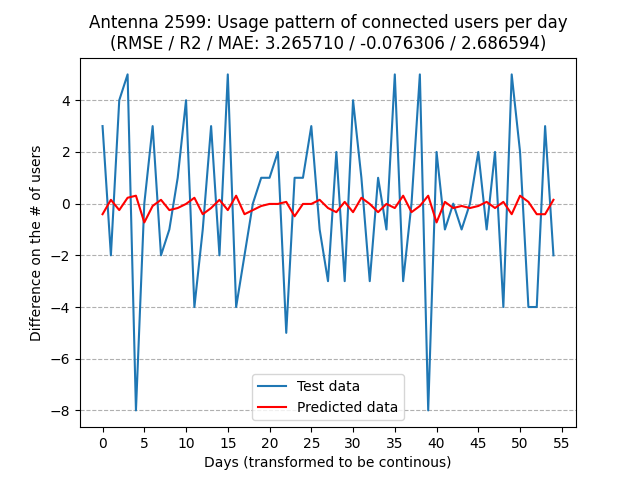 Antenna 2599: Usage pattern of connected users per day
(RMSE / R2 / MAE: 3.265710 / -0.076306 / 2.686594)
Difference on the # of users
4
2
0
−2
−4
−6
−8
Test data
Predicted data
0 5 10 15 20 25 30 35 40 45 50 55
Days (transformed to be continous)